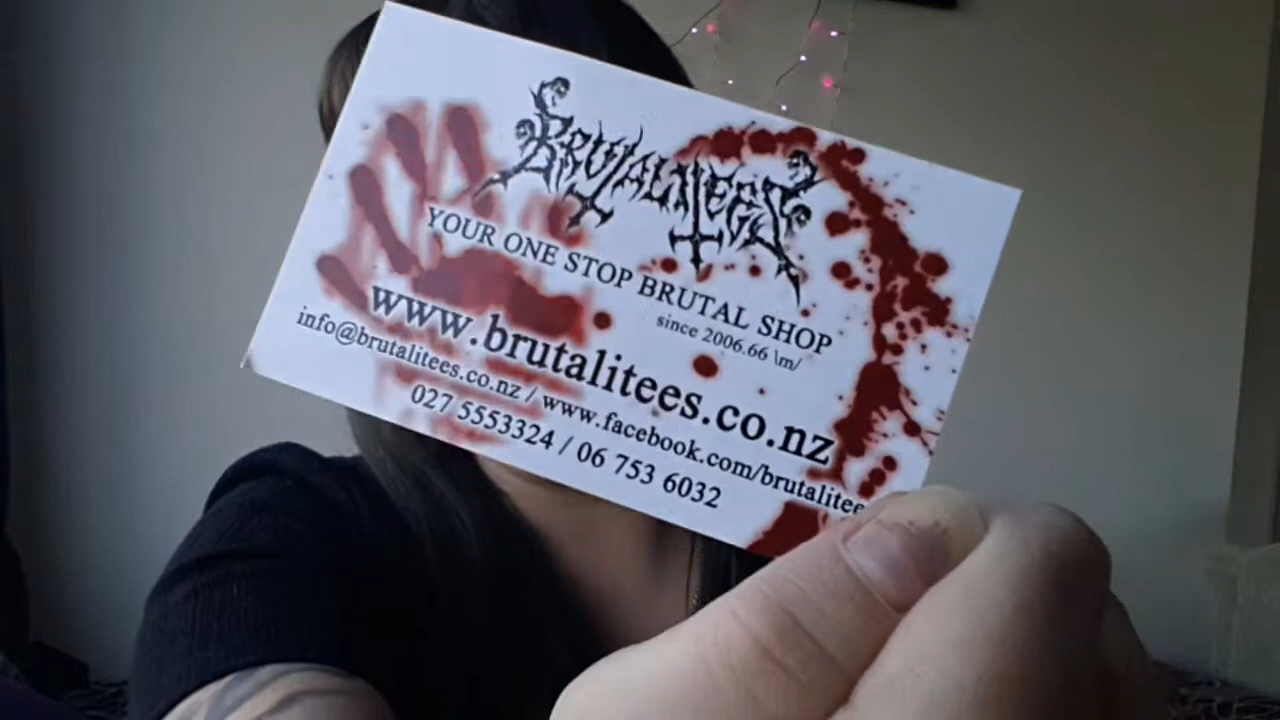 BRUTALITEES
YOUR ONE STOP BRUTAL SHOP
since 2006.66 \m/
www.brutalitees.co.nz
info@brutalitees.co.nz / www.facebook.com/brutalitee
027 5553324 / 06 753 6032